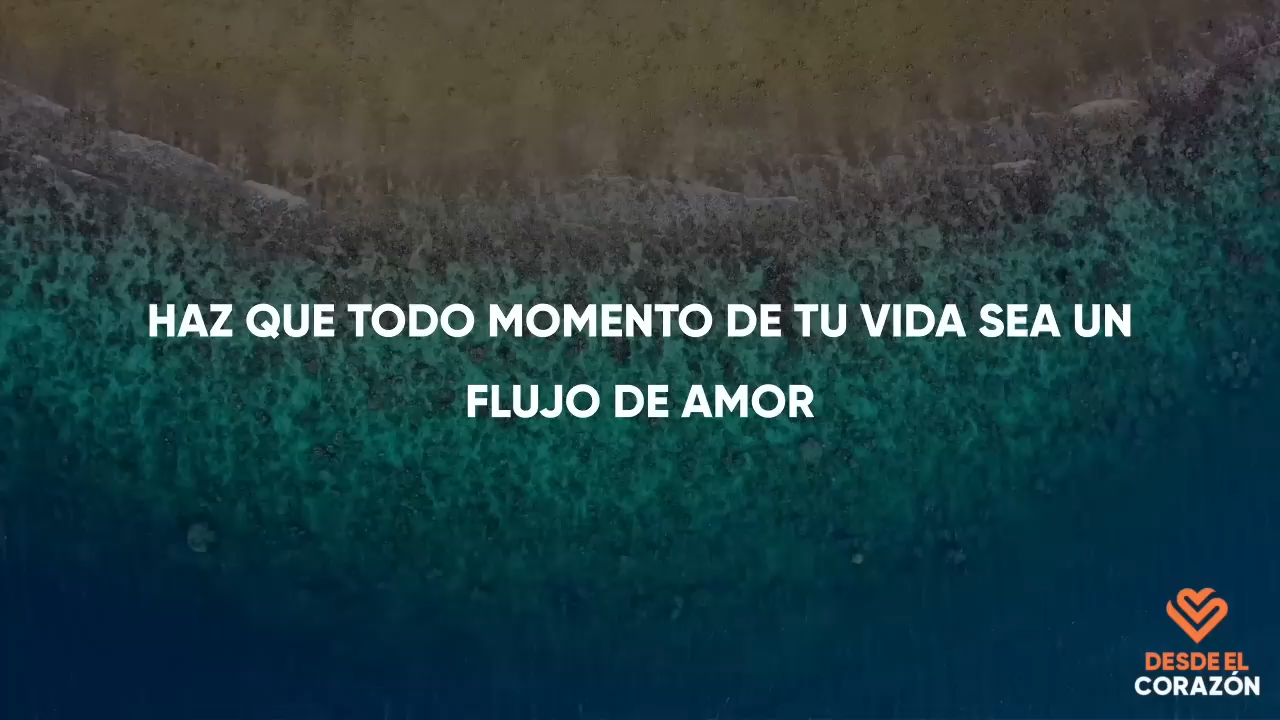 HAZ QUE TODO MOMENTO DE TU VIDA SEA UN
FLUJO DE AMOR
DESDE EL
CORAZÓN